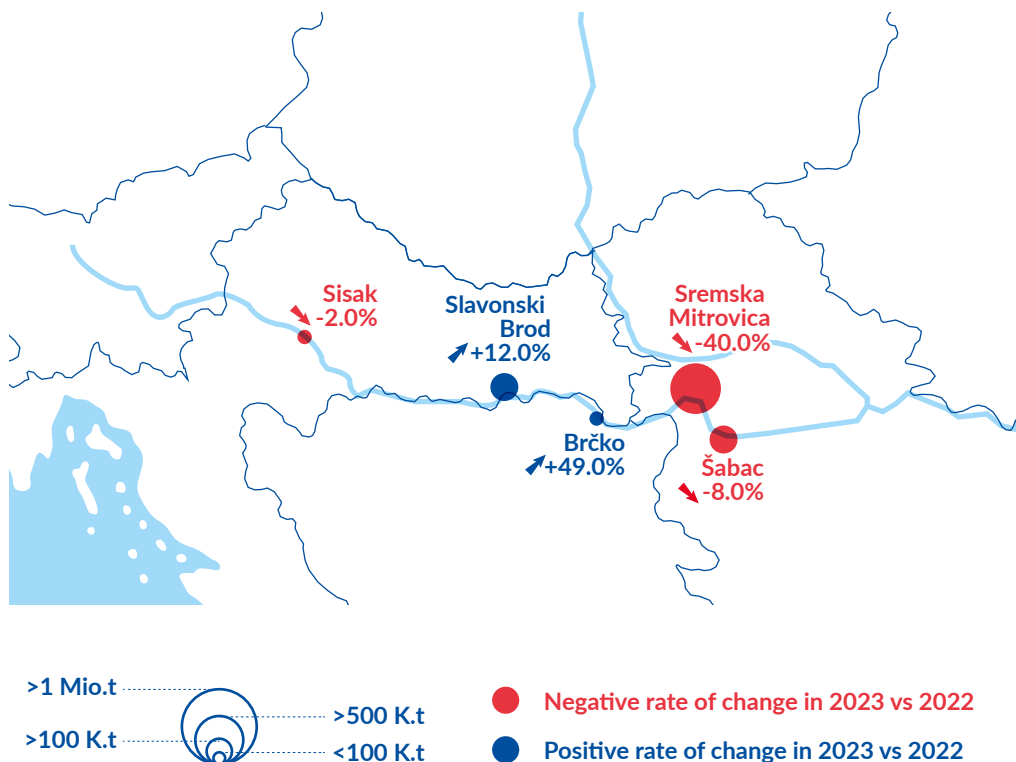 Sisak
-2.0%
Slavonski
Brod
+12.0%
Sremska
Mitrovica
-40.0%
Brčko
+49.0%
Šabac
-8.0%
>1 Mio.t
>500 K.t
>100 K.t
<100 K.t
Negative rate of change in 2023 vs 2022
Positive rate of change in 2023 vs 2022